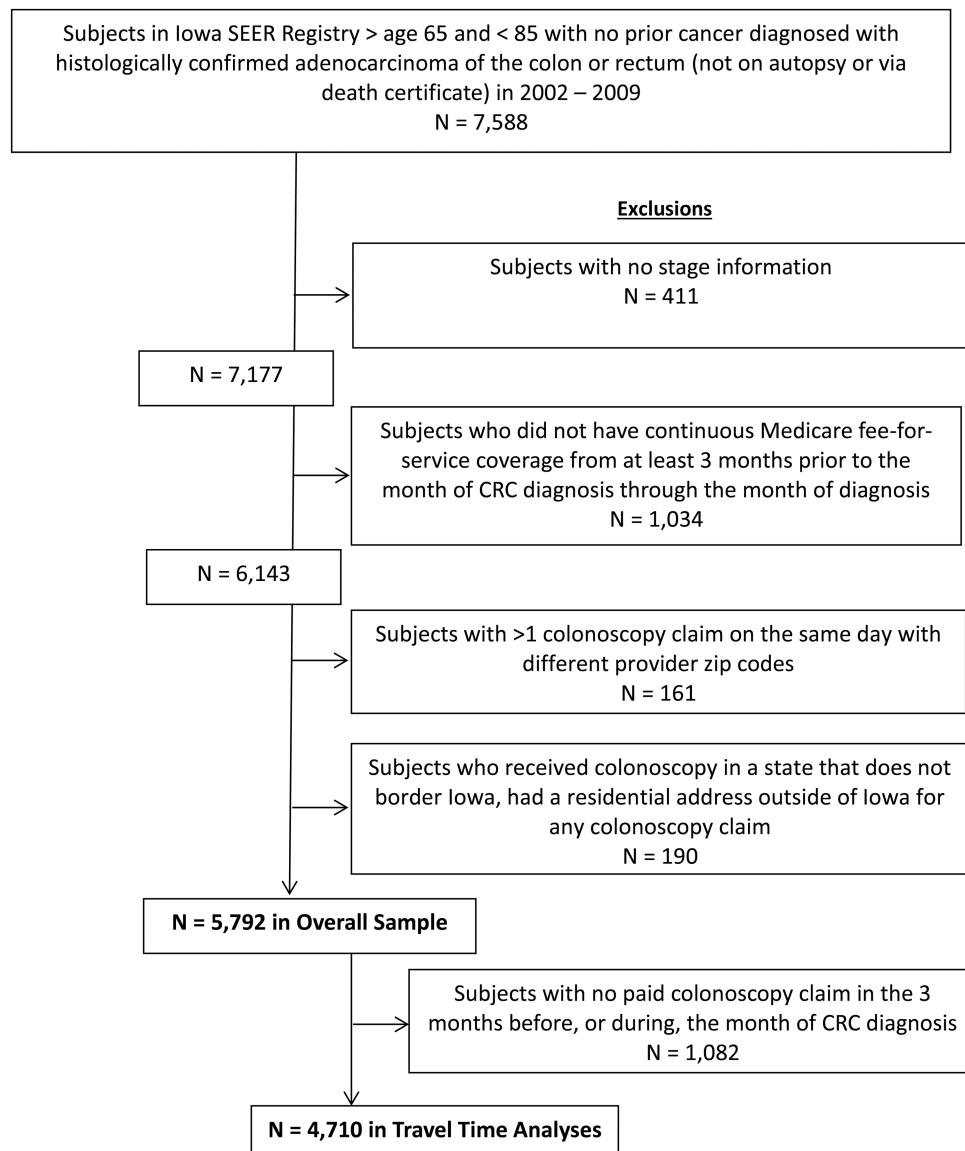 Subjects in Iowa SEER Registry > age 65 and < 85 with no prior cancer diagnosed with
histologically confirmed adenocarcinoma of the colon or rectum (not on autopsy or via
death certificate) in 2002 – 2009
N = 7,588
Exclusions
Subjects with no stage information
N = 411
N = 7,177
Subjects who did not have continuous Medicare fee-for-
service coverage from at least 3 months prior to the
month of CRC diagnosis through the month of diagnosis
N = 1,034
N = 6,143
Subjects with >1 colonoscopy claim on the same day with
different provider zip codes
N = 161
Subjects who received colonoscopy in a state that does not
border Iowa, had a residential address outside of Iowa for
any colonoscopy claim
N = 190
N = 5,792 in Overall Sample
Subjects with no paid colonoscopy claim in the 3
months before, or during, the month of CRC diagnosis
N = 1,082
N = 4,710 in Travel Time Analyses